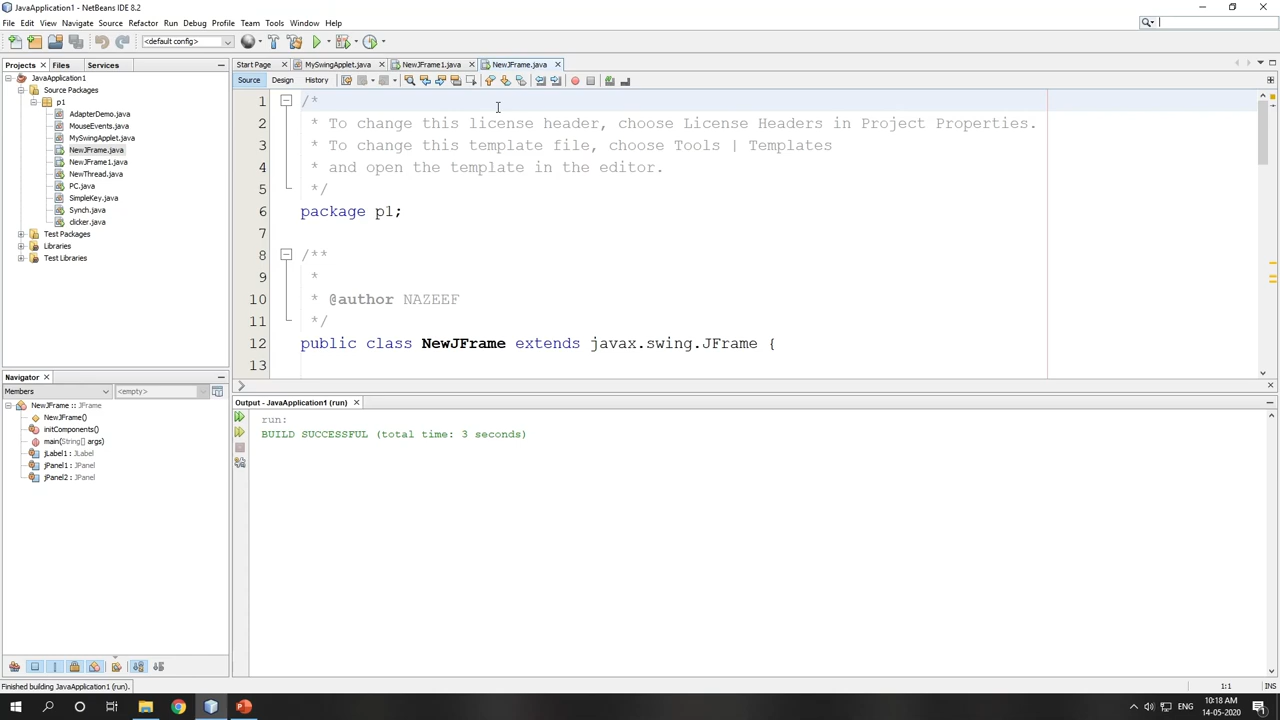 JavaApplication1 - NetBeans IDE 8.2
File Edit View Navigate Source Refactor Run Debug Profile Team Tools Window Help
<default config>
Projects Files Services
JavaApplication1
Source Packages
p1
AdapterDemo.java
MouseEvents.java
MySwingApplet.java
NewJFrame.java
NewJFrame1.java
NewThread.java
PC.java
SimpleKey.java
Synch.java
clicker.java
Test Packages
Libraries
Test Libraries
Start Page MySwingApplet.java NewJFrame1.java NewJFrame.java
Source Design History
1 /*
2 * To change this license header, choose License Headers in Project Properties.
3 * To change this template file, choose Tools | Templates
4 * and open the template in the editor.
5 */
6 package p1;
7
8 /**
9 *
10 * @author NAZEEF
11 */
12 public class NewJFrame extends javax.swing.JFrame {
13
Navigator
Members <empty>
NewJFrame :: JFrame
NewJFrame()
initComponents()
main(String[] args)
jLabel1 : JLabel
jPanel1 : JPanel
jPanel2 : JPanel
Output - JavaApplication1 (run)
run:
BUILD SUCCESSFUL (total time: 3 seconds)
Finished building JavaApplication1 (run).
1:1 INS
ENG
10:18 AM
14-05-2020